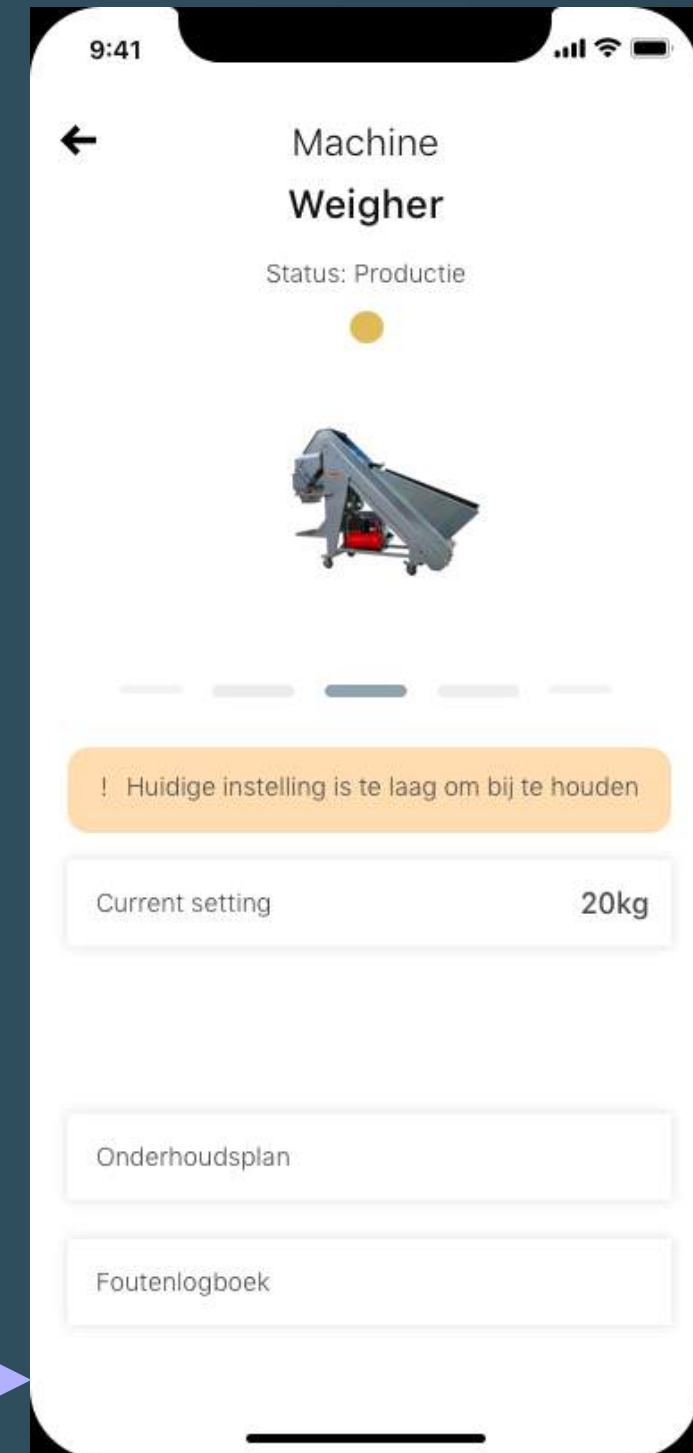 9:41
Machine
Weigher
Status: Productie
! Huidige instelling is te laag om bij te houden
Current setting 20kg
Onderhoudsplan
Foutenlogboek